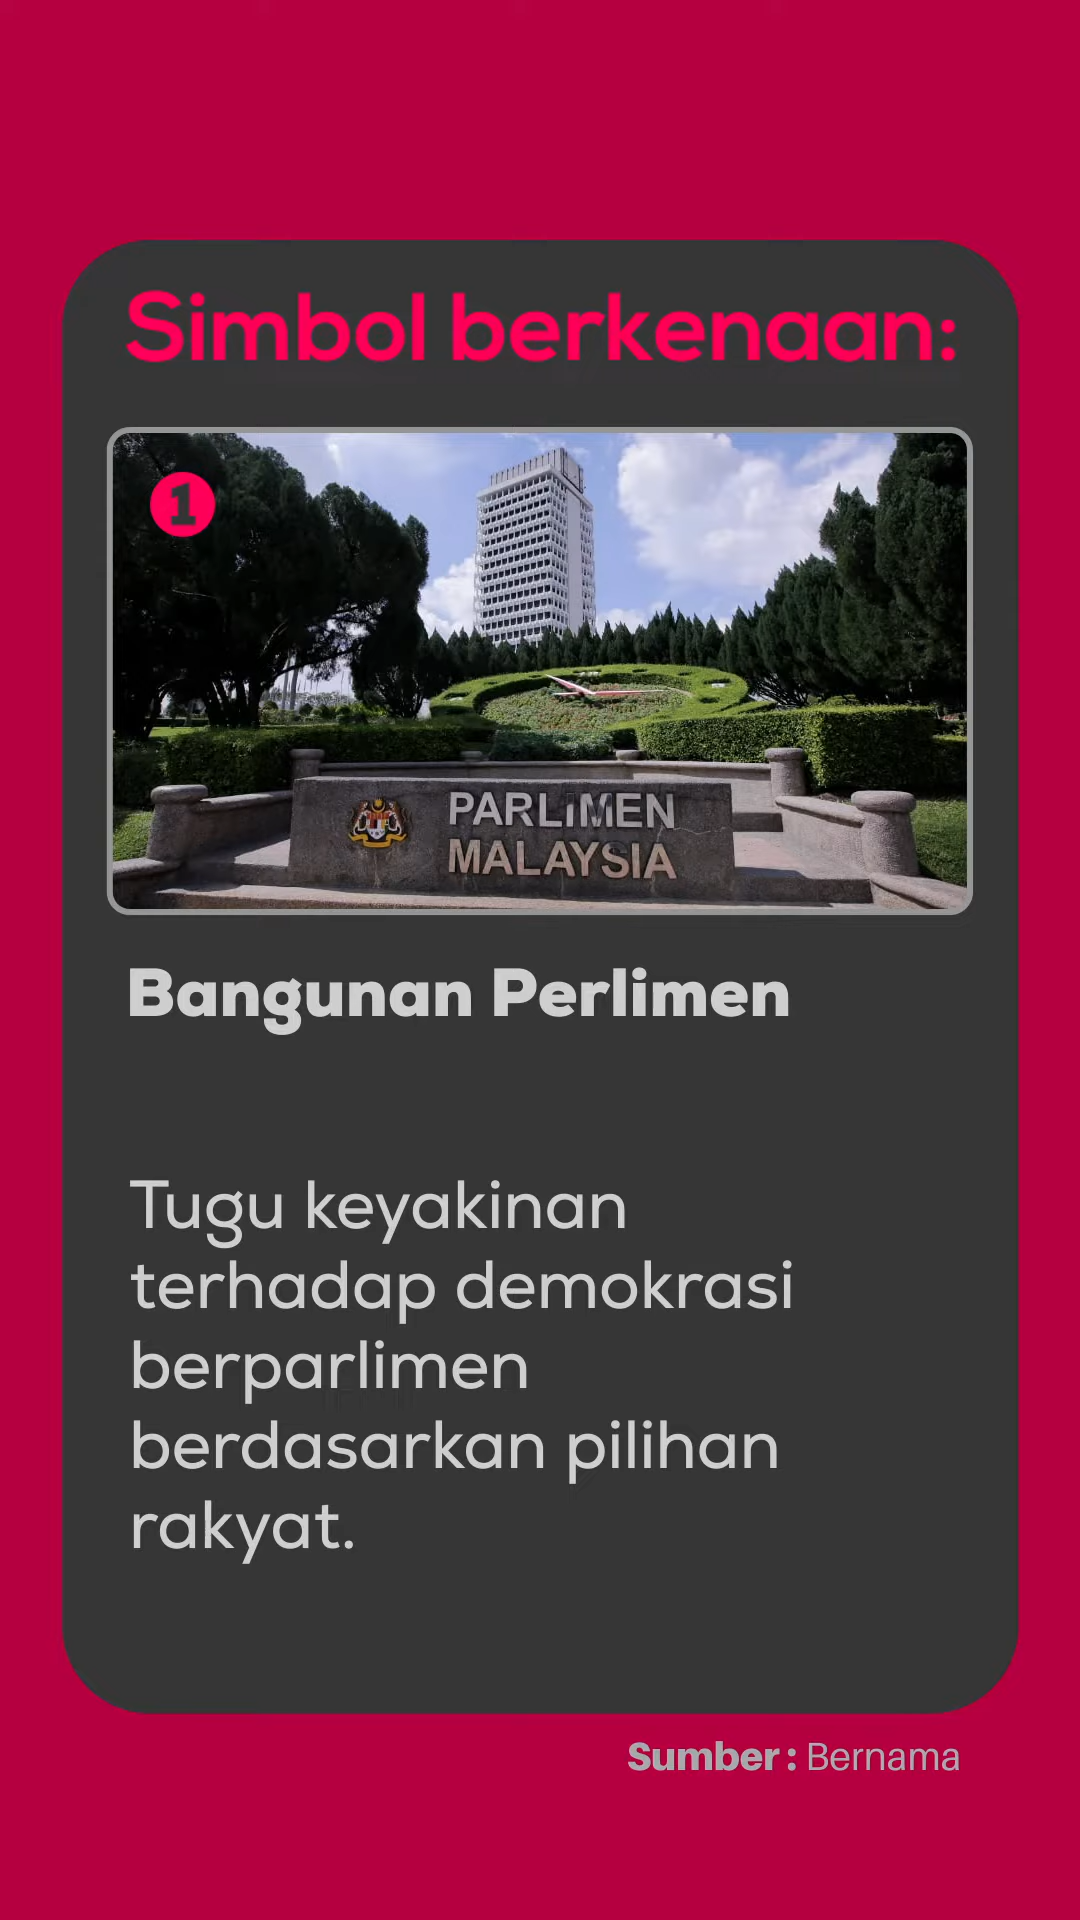 Simbol berkenaan:
1
PARLIMEN
MALAYSIA
Bangunan Perlimen
Tugu keyakinan
terhadap demokrasi
berparlimen
berdasarkan pilihan
rakyat.
Sumber : Bernama